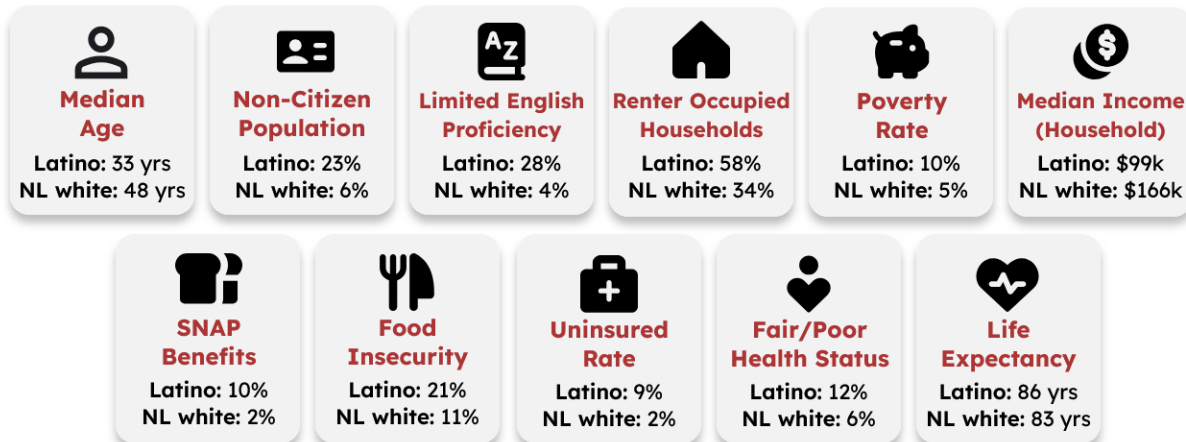 Median
Age
Latino: 33 yrs
NL white: 48 yrs
Non-Citizen
Population
Latino: 23%
NL white: 6%
AZ
Limited English
Proficiency
Latino: 28%
NL white: 4%
Renter Occupied
Households
Latino: 58%
NL white: 34%
Poverty
Rate
Latino: 10%
NL white: 5%
$
Median Income
(Household)
Latino: $99k
NL white: $166k
SNAP
Benefits
Latino: 10%
NL white: 2%
Food
Insecurity
Latino: 21%
NL white: 11%
Uninsured
Rate
Latino: 9%
NL white: 2%
Fair/Poor
Health Status
Latino: 12%
NL white: 6%
Life
Expectancy
Latino: 86 yrs
NL white: 83 yrs